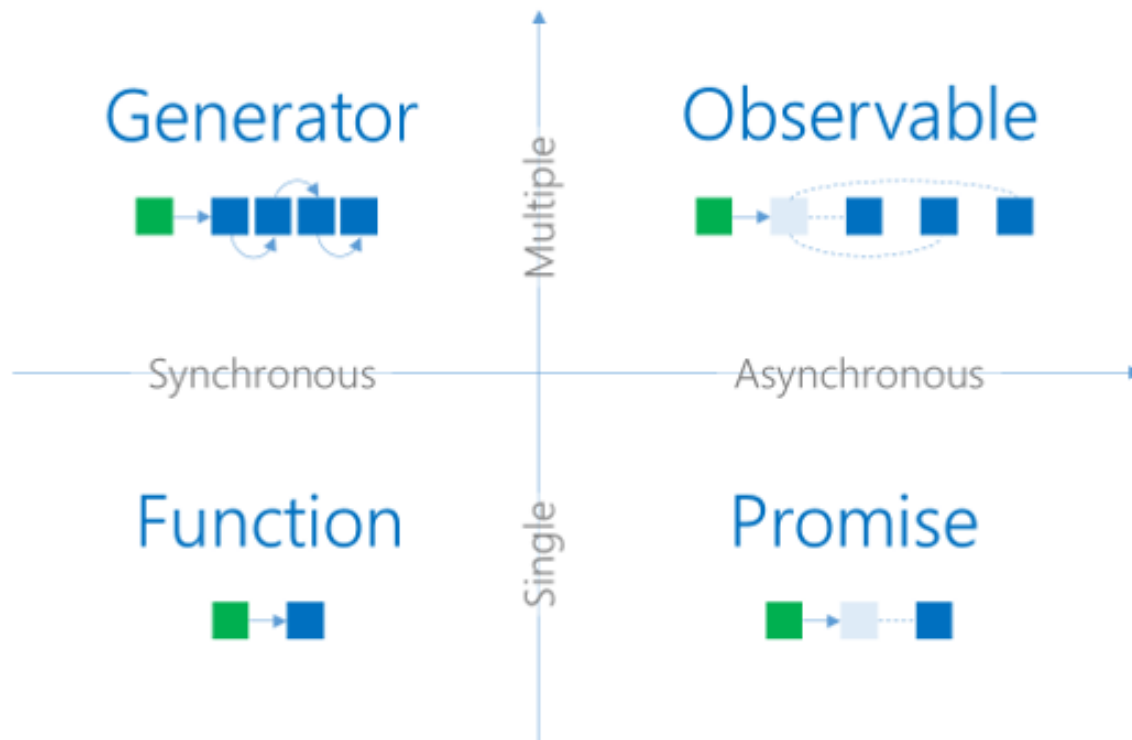 Generator
Observable
Multiple
Synchronous
Asynchronous
Function
Promise
Single